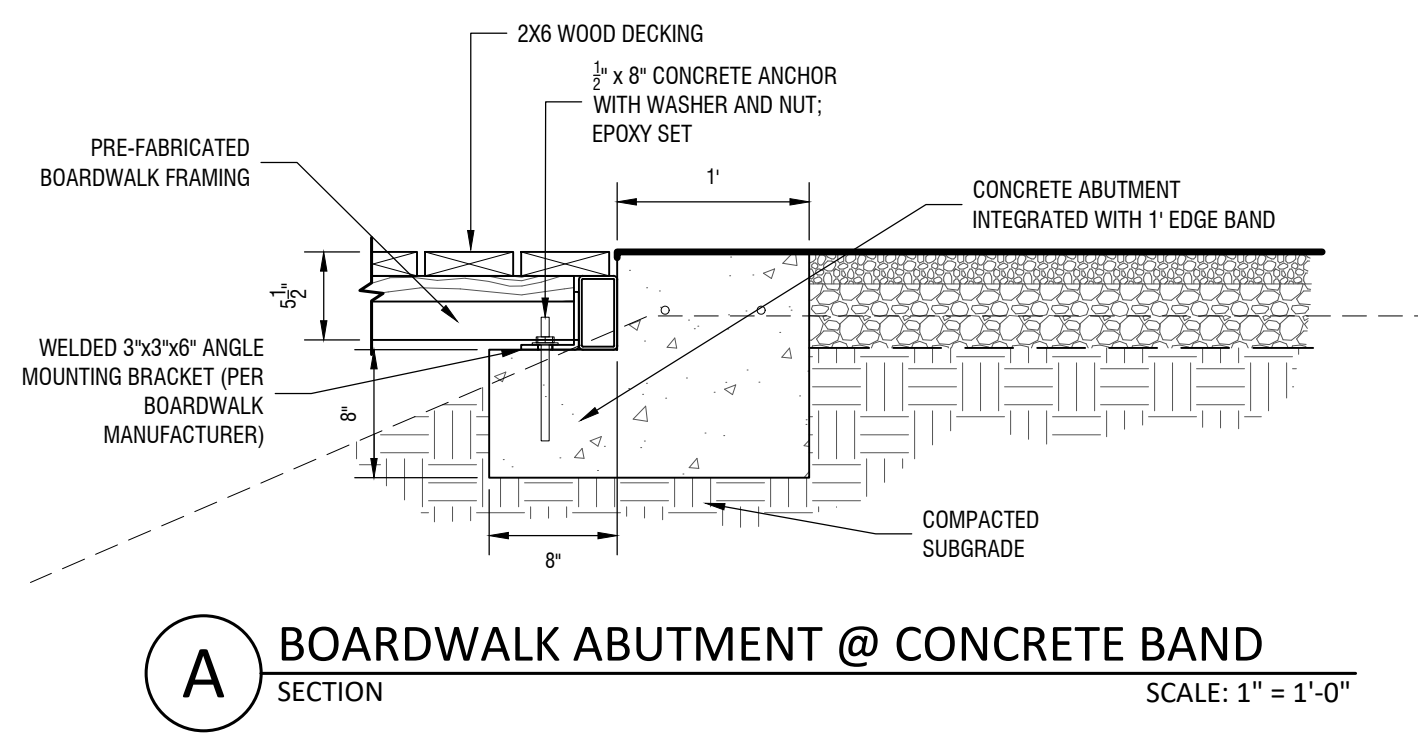 2X6 WOOD DECKING
1/2" x 8" CONCRETE ANCHOR
WITH WASHER AND NUT;
EPOXY SET
PRE-FABRICATED
BOARDWALK FRAMING
1'
CONCRETE ABUTMENT
INTEGRATED WITH 1' EDGE BAND
5 1/2"
WELDED 3"x3"x6" ANGLE
MOUNTING BRACKET (PER
BOARDWALK
MANUFACTURER)
8"
8"
COMPACTED
SUBGRADE
A
BOARDWALK ABUTMENT @ CONCRETE BAND
SECTION
SCALE: 1" = 1'-0"